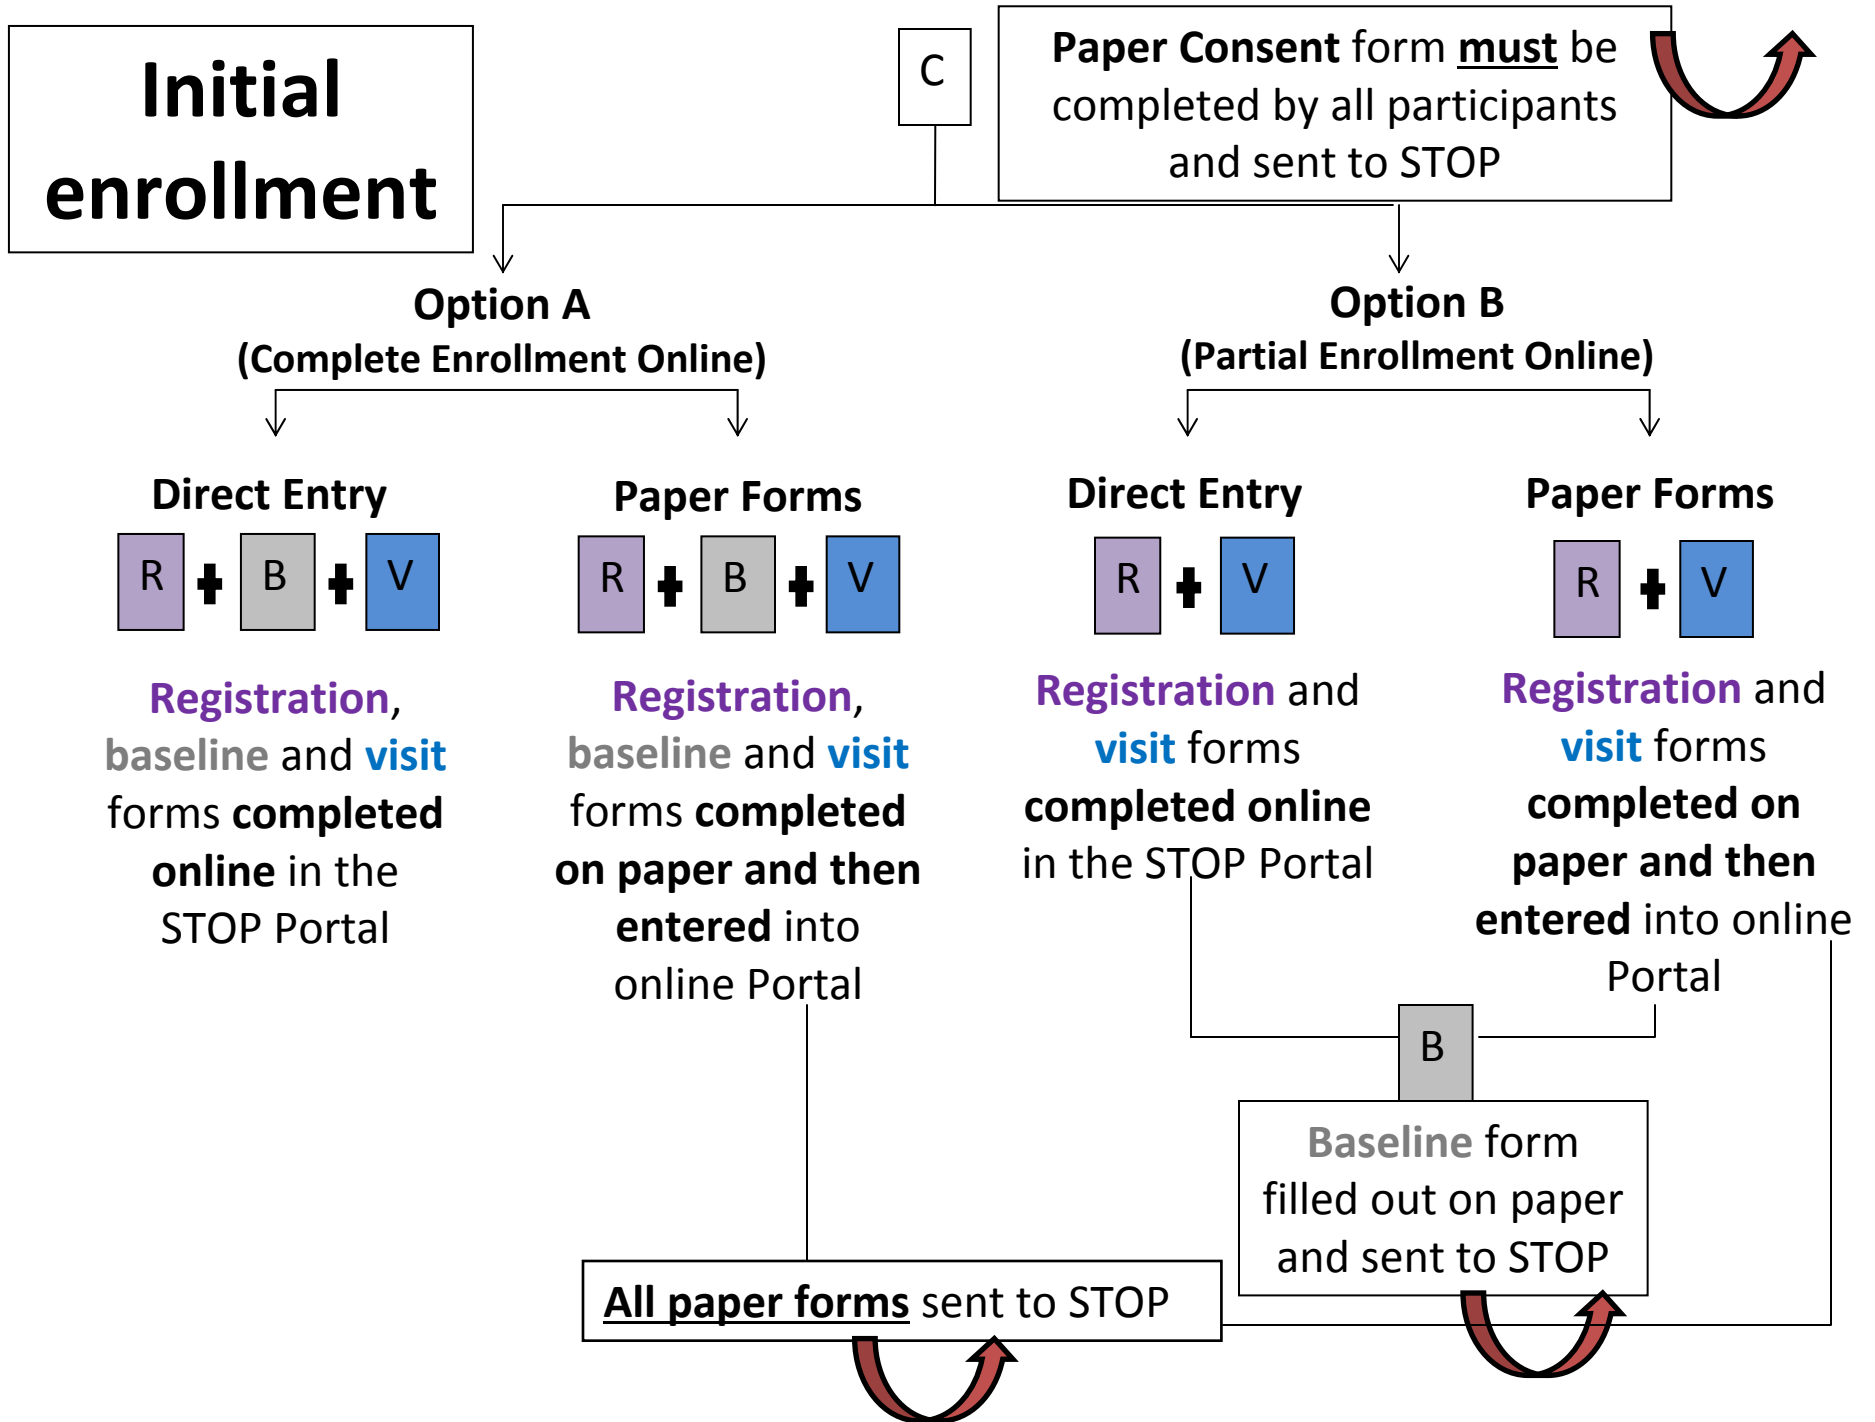 Initial
enrollment
C
Paper Consent form must be
completed by all participants
and sent to STOP
Option A
(Complete Enrollment Online)
Option B
(Partial Enrollment Online)
Direct Entry
R + B + V
Registration,
baseline and visit
forms completed
online in the
STOP Portal
Paper Forms
R + B + V
Registration,
baseline and visit
forms completed
on paper and then
entered into
online Portal
Direct Entry
R + V
Registration and
visit forms
completed online
in the STOP Portal
Paper Forms
R + V
Registration and
visit forms
completed on
paper and then
entered into online
Portal
B
Baseline form
filled out on paper
and sent to STOP
All paper forms sent to STOP